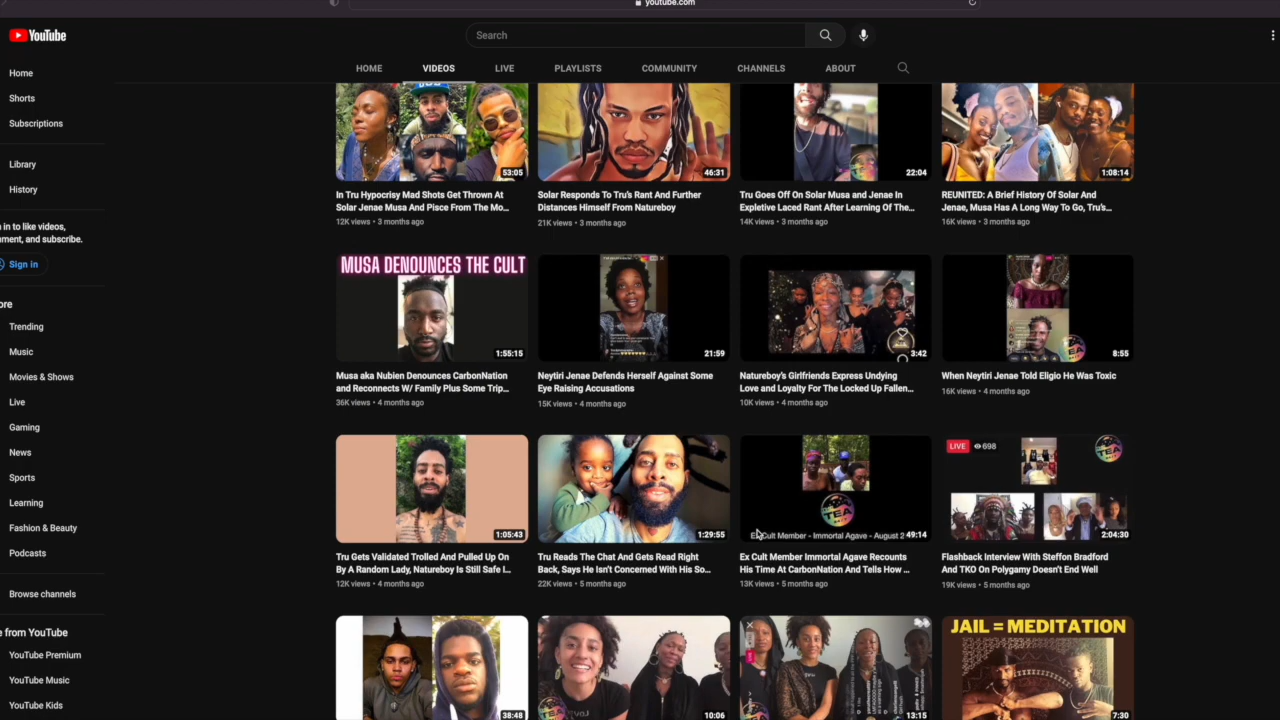 youtube.com
YouTube
Search
HOME
VIDEOS
LIVE
PLAYLISTS
COMMUNITY
CHANNELS
ABOUT
Home
Shorts
Subscriptions
Library
History
in to like videos,
ment, and subscribe.
Sign in
ore
Trending
Music
Movies & Shows
Live
Gaming
News
Sports
Learning
Fashion & Beauty
Podcasts
Browse channels
e from YouTube
YouTube Premium
YouTube Music
YouTube Kids
53:05
46:31
22:04
1:08:14
In Tru Hypocrisy Mad Shots Get Thrown At
Solar Jenae Musa And Pisce From The Mo...
12K views • 3 months ago
Solar Responds To Tru's Rant And Further
Distances Himself From Natureboy
21K views • 3 months ago
Tru Goes Off On Solar Musa and Jenae In
Expletive Laced Rant After Learning Of The...
14K views • 3 months ago
REUNITED: A Brief History Of Solar And
Jenae, Musa Has A Long Way To Go, Tru's...
16K views • 3 months ago
MUSA DENOUNCES THE CULT
1:55:15
21:59
3:42
TEA
8:55
Musa aka Nubien Denounces CarbonNation
and Reconnects W/ Family Plus Some Trip...
36K views • 4 months ago
Neytiri Jenae Defends Herself Against Some
Eye Raising Accusations
15K views • 4 months ago
Natureboy's Girlfriends Express Undying
Love and Loyalty For The Locked Up Fallen...
10K views • 4 months ago
When Neytiri Jenae Told Eligio He Was Toxic
16K views • 4 months ago
1:05:43
1:29:55
TEA
Ex Cult Member - Immortal Agave - August 2
49:14
LIVE
698
TEA
2:04:30
Tru Gets Validated Trolled And Pulled Up On
By A Random Lady, Natureboy Is Still Safe I...
12K views • 4 months ago
Tru Reads The Chat And Gets Read Right
Back, Says He Isn't Concerned With His So...
22K views • 5 months ago
Ex Cult Member Immortal Agave Recounts
His Time At CarbonNation And Tells How ...
13K views • 5 months ago
Flashback Interview With Steffon Bradford
And TKO On Polygamy Doesn't End Well
19K views • 5 months ago
38:48
10:06
TEA
13:15
JAIL = MEDITATION
7:30